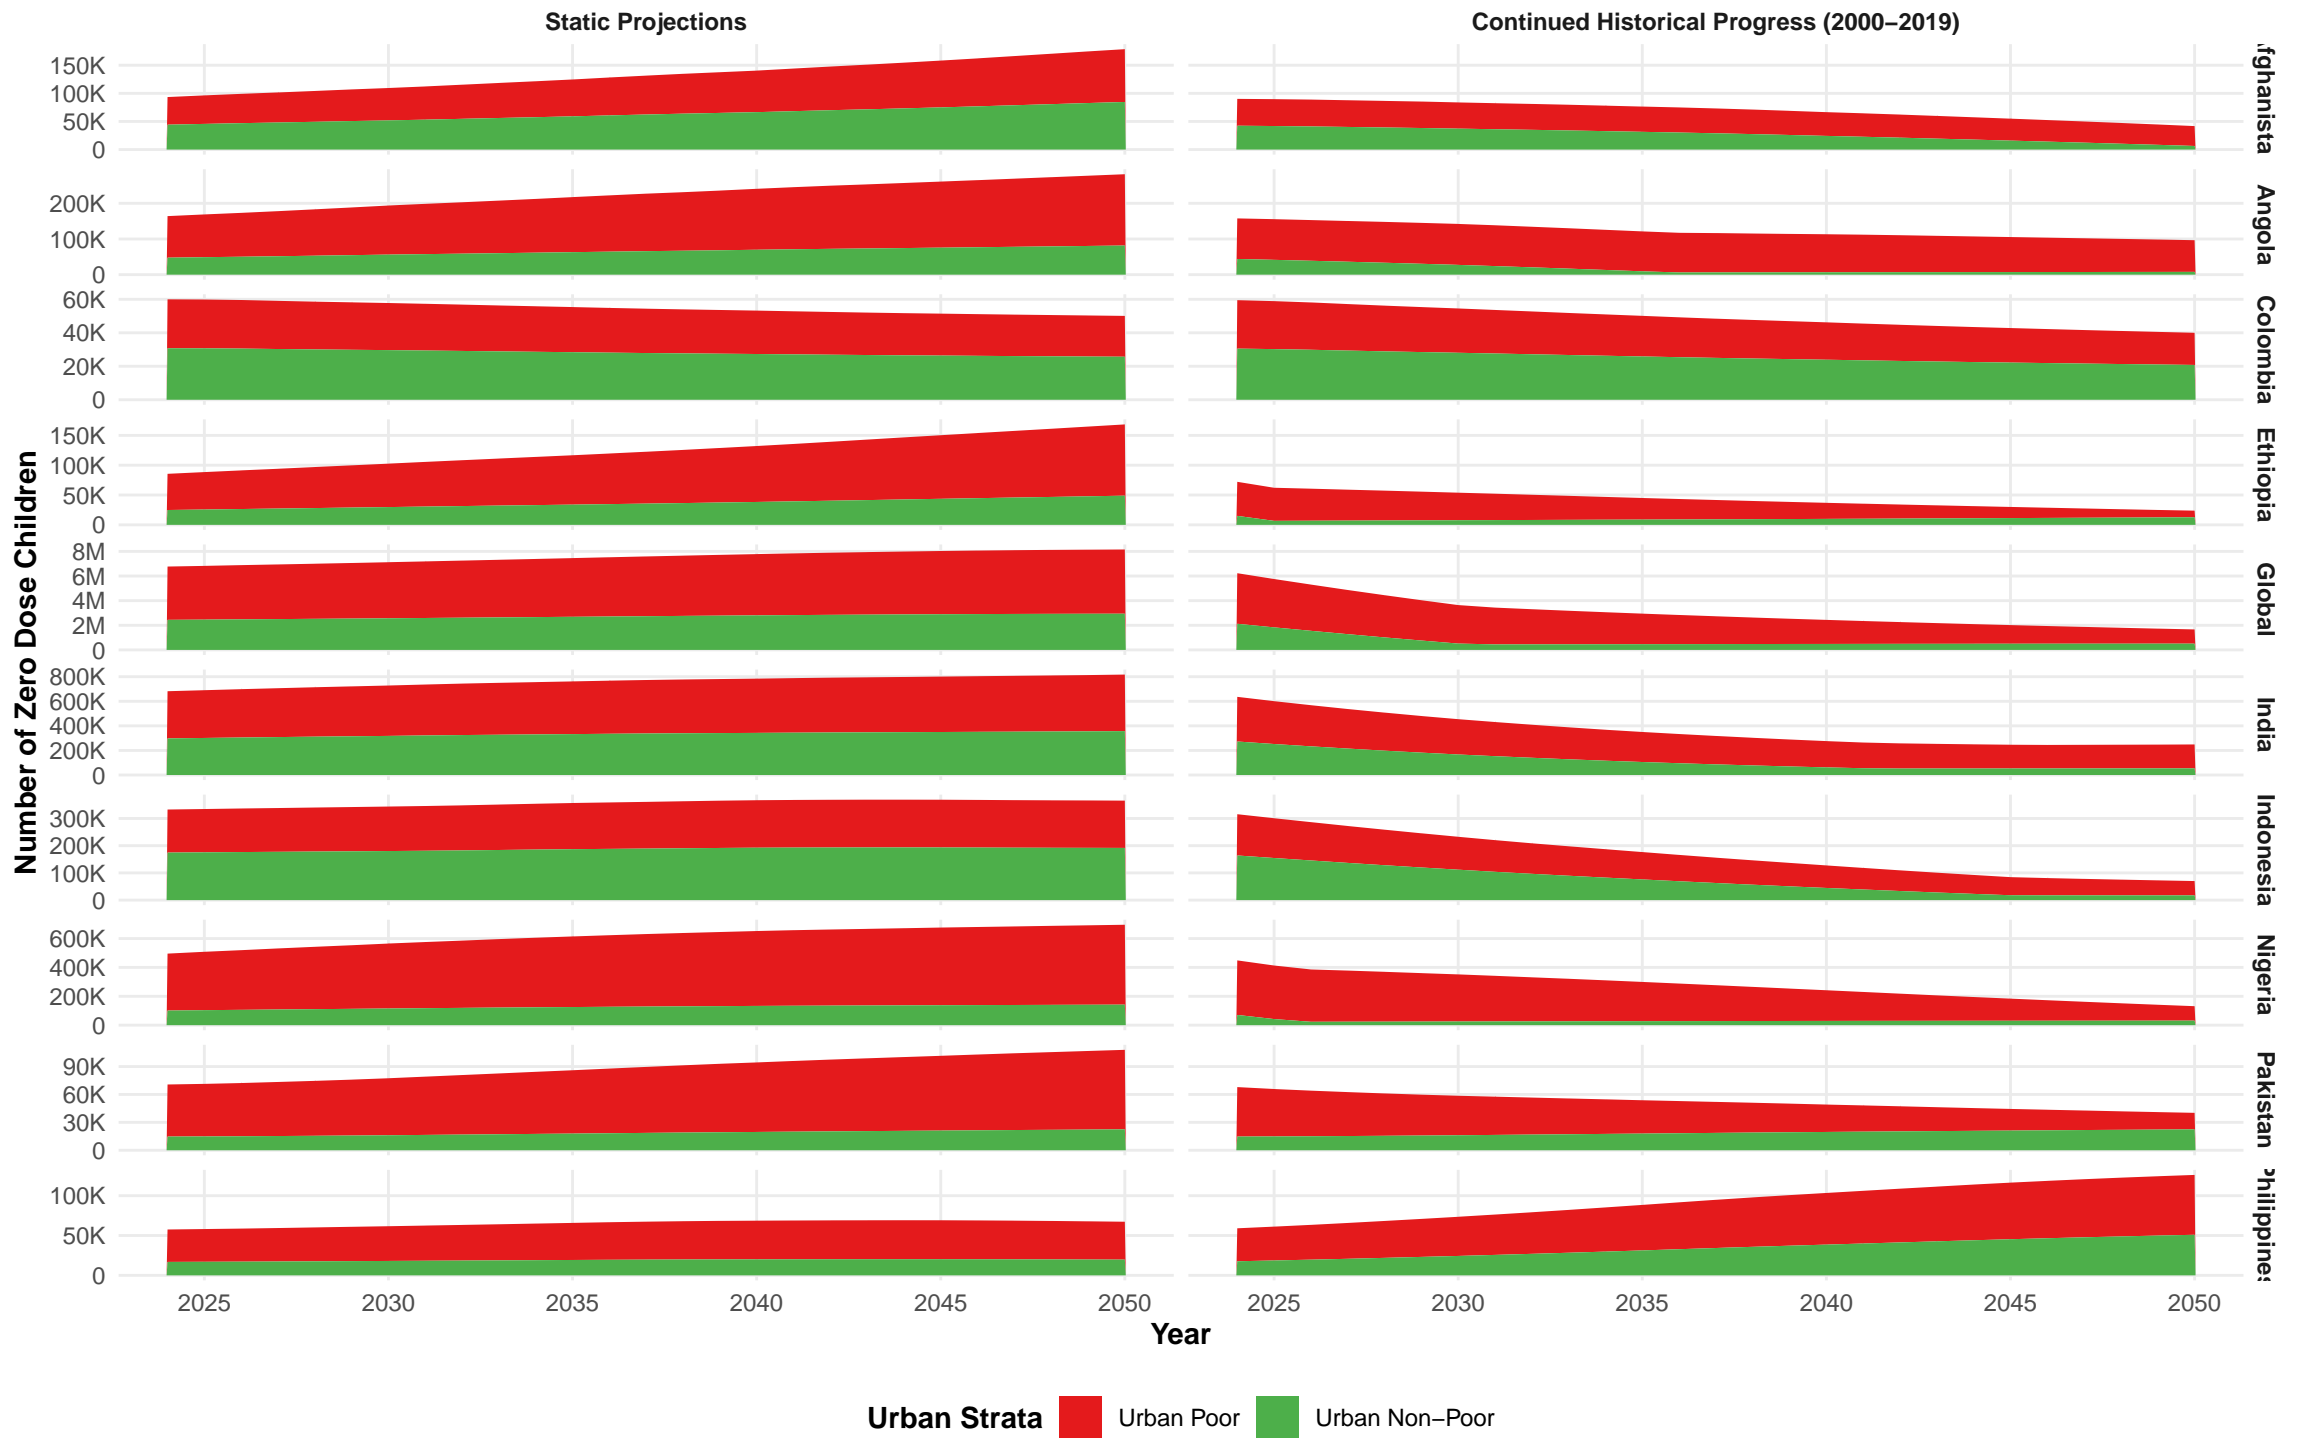 Static Projections
Continued Historical Progress (2000–2019)
Number of Zero Dose Children
150K
100K
50K
0
fghanista
200K
100K
0
Angola
60K
40K
20K
0
Colombia
150K
100K
50K
0
Ethiopia
8M
6M
4M
2M
0
Global
800K
600K
400K
200K
0
India
300K
200K
100K
0
Indonesia
600K
400K
200K
0
Nigeria
90K
60K
30K
0
Pakistan
100K
50K
0
Philippines
2025 2030 2035 2040 2045 2050
2025 2030 2035 2040 2045 2050
Year
Urban Strata Urban Poor Urban Non–Poor